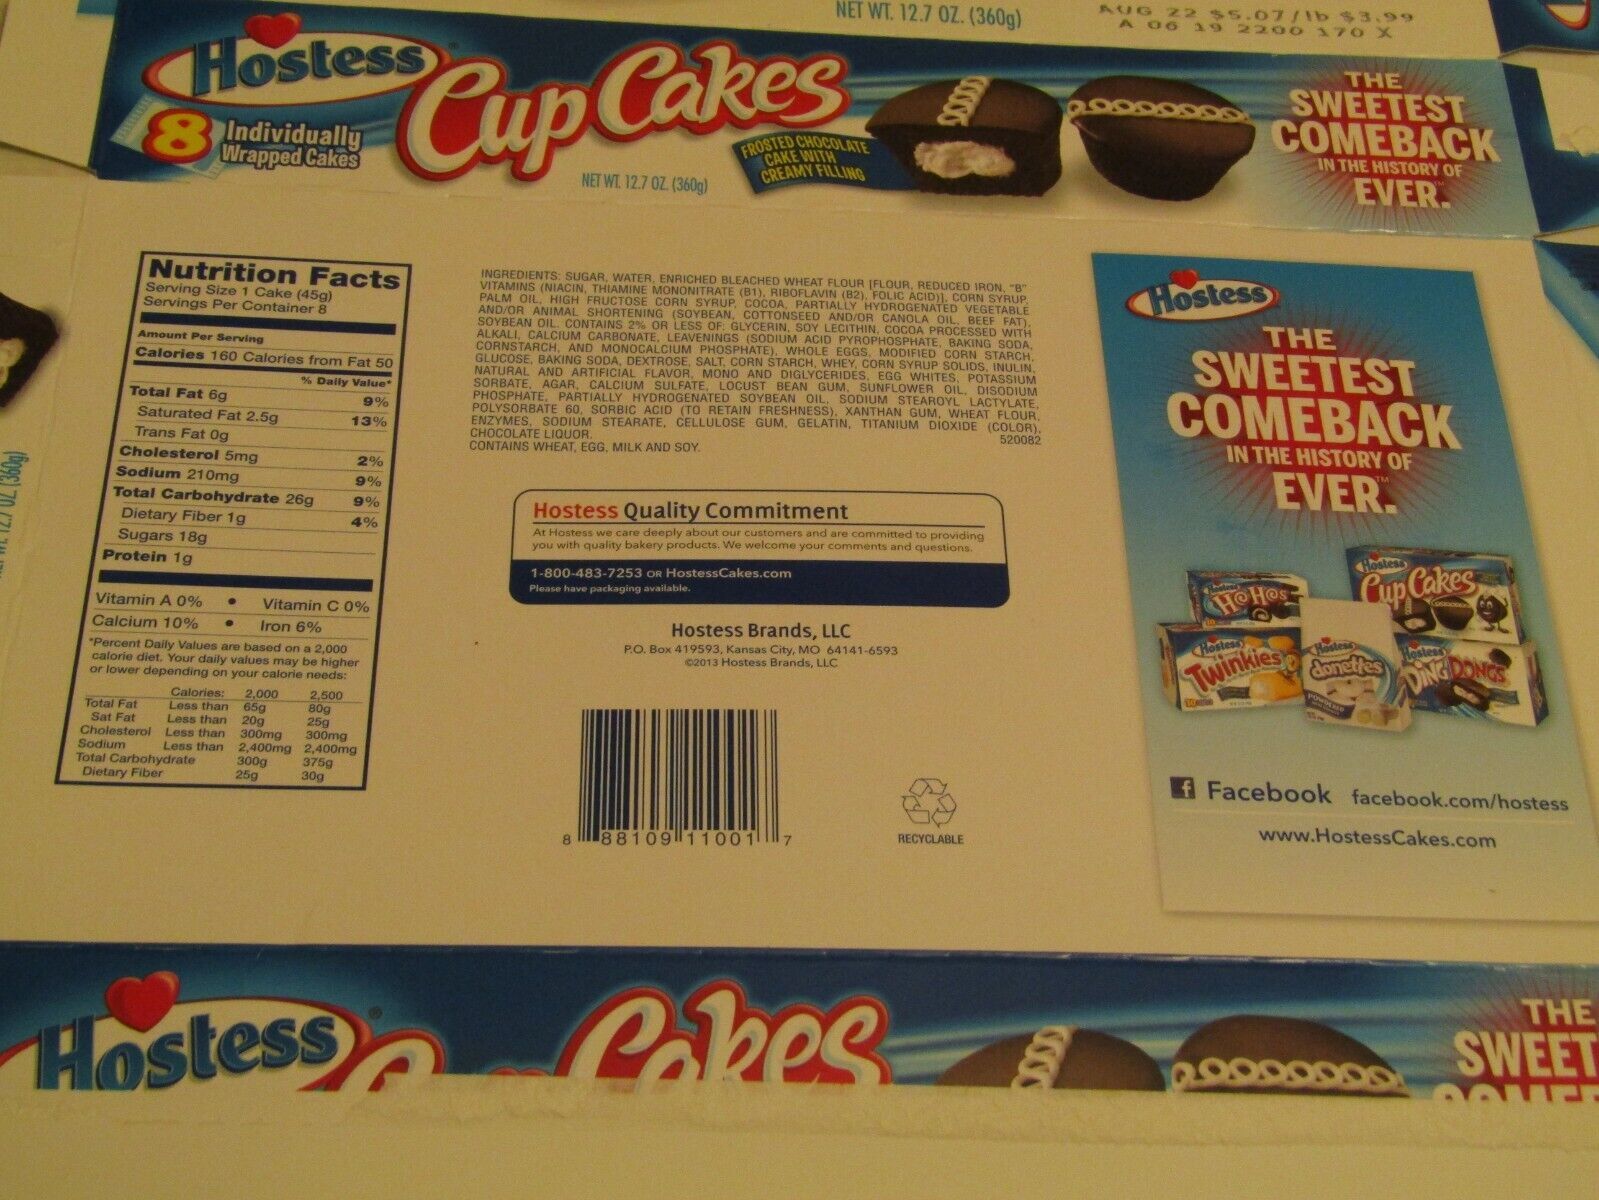 NET WT. 12.7 OZ. (360g)
AUG 22 $5.07/lb $3.99
A 06 19 2200 170 X
Hostess®
Cup Cakes
8 Individually
Wrapped Cakes
NET WT. 12.7 OZ. (360g)
FROSTED CHOCOLATE
CAKE WITH
CREAMY FILLING
THE
SWEETEST
COMEBACK
IN THE HISTORY OF
EVER.™
Nutrition Facts
Serving Size 1 Cake (45g)
Servings Per Container 8
Amount Per Serving
Calories 160 Calories from Fat 50
% Daily Value*
Total Fat 6g 9%
Saturated Fat 2.5g 13%
Trans Fat 0g
Cholesterol 5mg 2%
Sodium 210mg 9%
Total Carbohydrate 26g 9%
Dietary Fiber 1g 4%
Sugars 18g
Protein 1g
Vitamin A 0% • Vitamin C 0%
Calcium 10% • Iron 6%
*Percent Daily Values are based on a 2,000
calorie diet. Your daily values may be higher
or lower depending on your calorie needs:
Calories: 2,000 2,500
Total Fat Less than 65g 80g
Sat Fat Less than 20g 25g
Cholesterol Less than 300mg 300mg
Sodium Less than 2,400mg 2,400mg
Total Carbohydrate 300g 375g
Dietary Fiber 25g 30g
INGREDIENTS: SUGAR, WATER, ENRICHED BLEACHED WHEAT FLOUR [FLOUR, REDUCED IRON, "B"
VITAMINS (NIACIN, THIAMINE MONONITRATE (B1), RIBOFLAVIN (B2), FOLIC ACID)], CORN SYRUP,
PALM OIL, HIGH FRUCTOSE CORN SYRUP, COCOA, PARTIALLY HYDROGENATED VEGETABLE
AND/OR ANIMAL SHORTENING (SOYBEAN, COTTONSEED AND/OR CANOLA OIL, BEEF FAT),
SOYBEAN OIL. CONTAINS 2% OR LESS OF: GLYCERIN, SOY LECITHIN, COCOA PROCESSED WITH
ALKALI, CALCIUM CARBONATE, LEAVENINGS (SODIUM ACID PYROPHOSPHATE, BAKING SODA,
CORNSTARCH, AND MONOCALCIUM PHOSPHATE), WHOLE EGGS, MODIFIED CORN STARCH,
GLUCOSE, BAKING SODA, DEXTROSE, SALT, CORN STARCH, WHEY, CORN SYRUP SOLIDS, INULIN,
NATURAL AND ARTIFICIAL FLAVOR, MONO AND DIGLYCERIDES, EGG WHITES, POTASSIUM
SORBATE, AGAR, CALCIUM SULFATE, LOCUST BEAN GUM, SUNFLOWER OIL, DISODIUM
PHOSPHATE, PARTIALLY HYDROGENATED SOYBEAN OIL, SODIUM STEAROYL LACTYLATE,
POLYSORBATE 60, SORBIC ACID (TO RETAIN FRESHNESS), XANTHAN GUM, WHEAT FLOUR,
ENZYMES, SODIUM STEARATE, CELLULOSE GUM, GELATIN, TITANIUM DIOXIDE (COLOR),
CHOCOLATE LIQUOR. 520082
CONTAINS WHEAT, EGG, MILK AND SOY.
Hostess Quality Commitment
At Hostess we care deeply about our customers and are committed to providing
you with quality bakery products. We welcome your comments and questions.
1-800-483-7253 OR HostessCakes.com
Please have packaging available.
Hostess Brands, LLC
P.O. Box 419593, Kansas City, MO 64141-6593
©2013 Hostess Brands, LLC
8 88109 11001 7
RECYCLABLE
Hostess
THE
SWEETEST
COMEBACK
IN THE HISTORY OF
EVER.™
Hostess
HoHos
Hostess
Cup Cakes
Hostess
Twinkies
Hostess
donettes
POWDERED
Hostess
DING DONGS
f Facebook facebook.com/hostess
www.HostessCakes.com
NET WT. 12.7 OZ. (360g)
Hostess®
Cup Cakes
THE
SWEET
COME